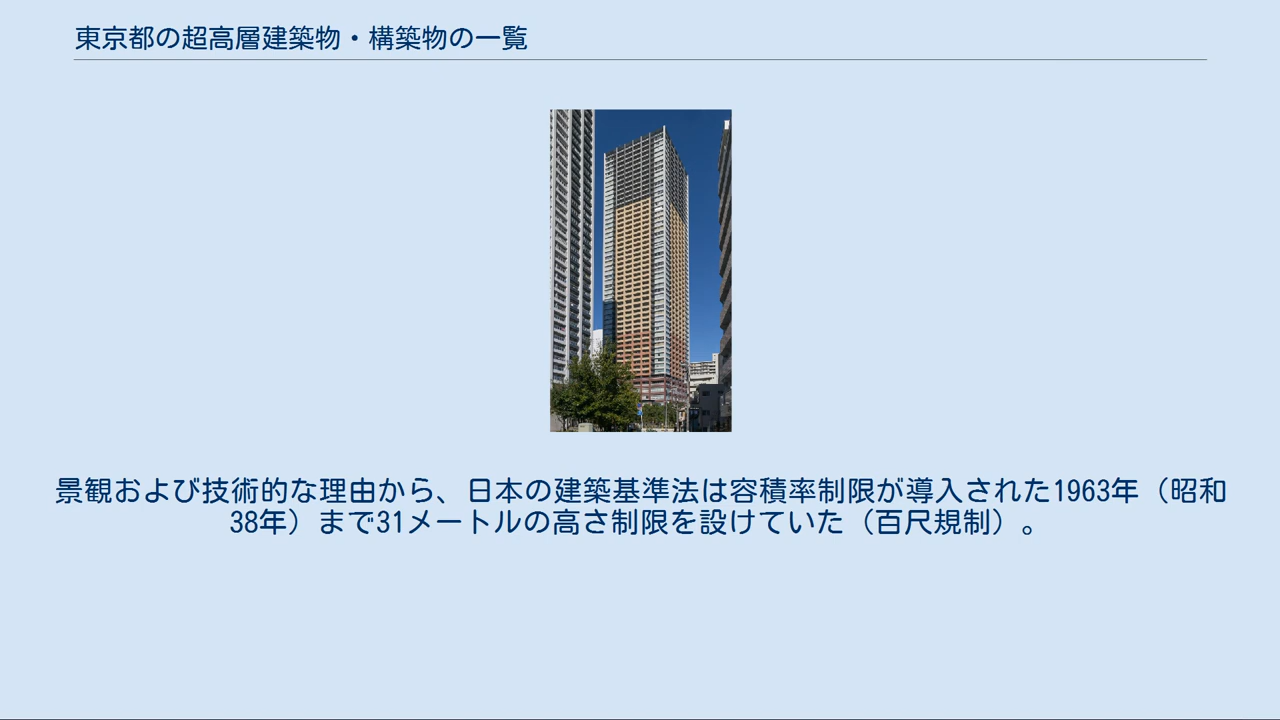 東京都の超高層建築物・構築物の一覧
景観および技術的な理由から、日本の建築基準法は容積率制限が導入された1963年（昭和
38年）まで31メートルの高さ制限を設けていた（百尺規制）。